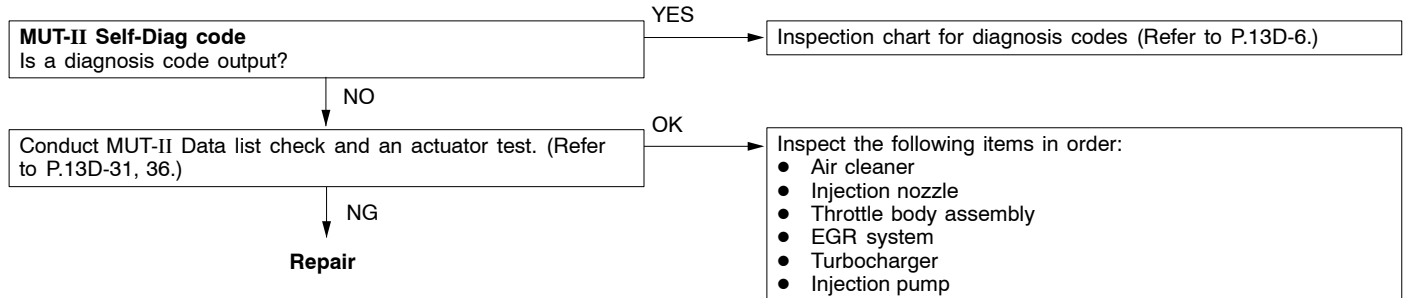 YES
MUT-II Self-Diag code
Is a diagnosis code output?
Inspection chart for diagnosis codes (Refer to P.13D-6.)
NO
OK
Conduct MUT-II Data list check and an actuator test. (Refer
to P.13D-31, 36.)
Inspect the following items in order:
● Air cleaner
● Injection nozzle
● Throttle body assembly
● EGR system
● Turbocharger
● Injection pump
NG
Repair